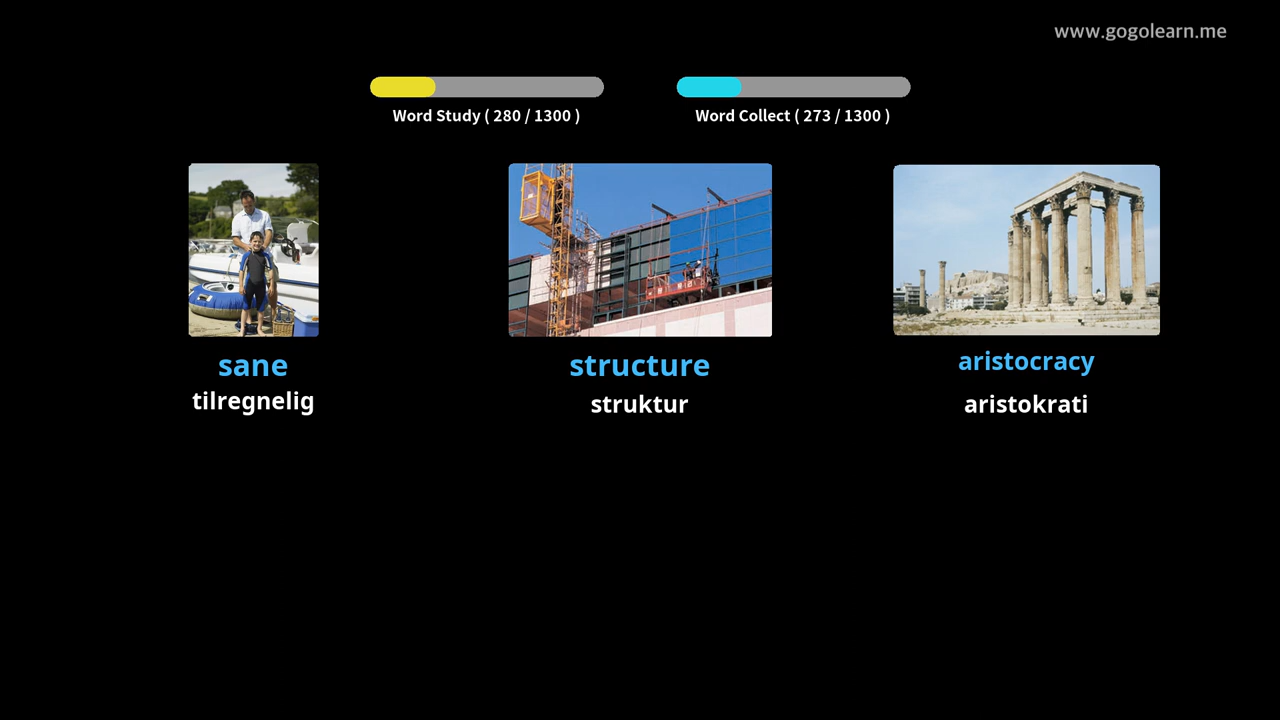 www.gogolearn.me
Word Study ( 280 / 1300 )
Word Collect ( 273 / 1300 )
sane
tilregnelig
structure
struktur
aristocracy
aristokrati